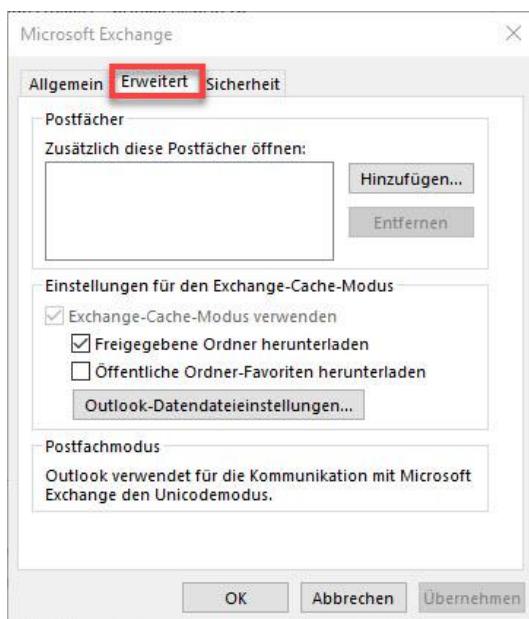 Microsoft Exchange
Allgemein Erweitert Sicherheit
Postfächer
Zusätzlich diese Postfächer öffnen:
Hinzufügen...
Entfernen
Einstellungen für den Exchange-Cache-Modus
Exchange-Cache-Modus verwenden
Freigegebene Ordner herunterladen
Öffentliche Ordner-Favoriten herunterladen
Outlook-Datendateieinstellungen...
Postfachmodus
Outlook verwendet für die Kommunikation mit Microsoft
Exchange den Unicodemodus.
OK Abbrechen Übernehmen